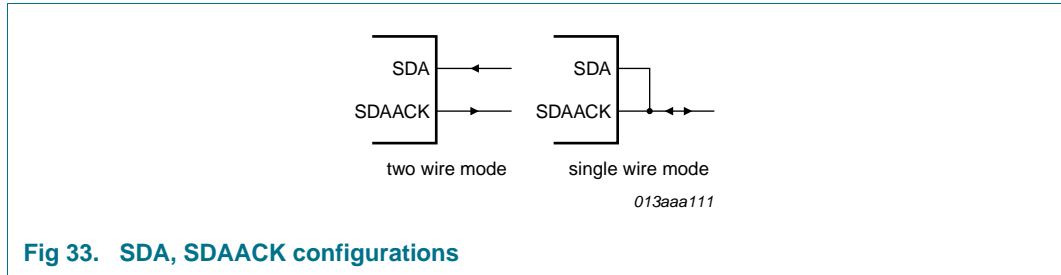 SDA
SDAACK
two wire mode
SDA
SDAACK
single wire mode
013aaa111
Fig 33. SDA, SDAACK configurations